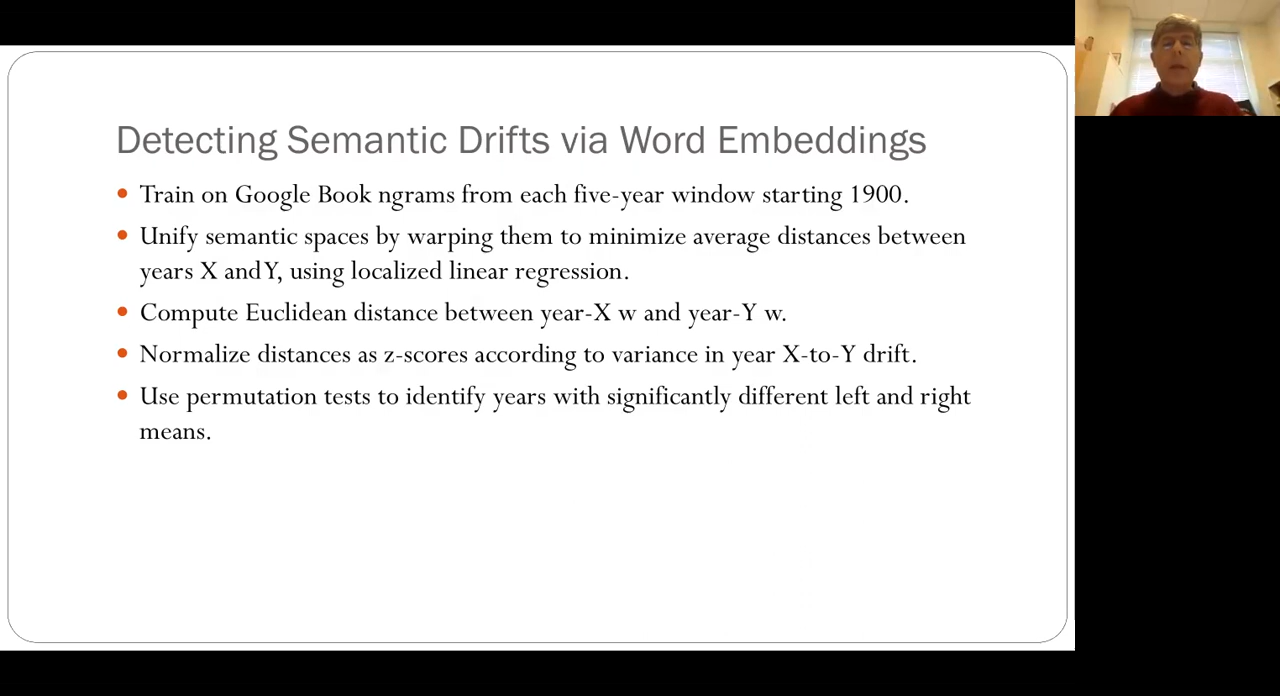 Detecting Semantic Drifts via Word Embeddings
• Train on Google Book ngrams from each five-year window starting 1900.
• Unify semantic spaces by warping them to minimize average distances between
years X and Y, using localized linear regression.
• Compute Euclidean distance between year-X w and year-Y w.
• Normalize distances as z-scores according to variance in year X-to-Y drift.
• Use permutation tests to identify years with significantly different left and right
means.